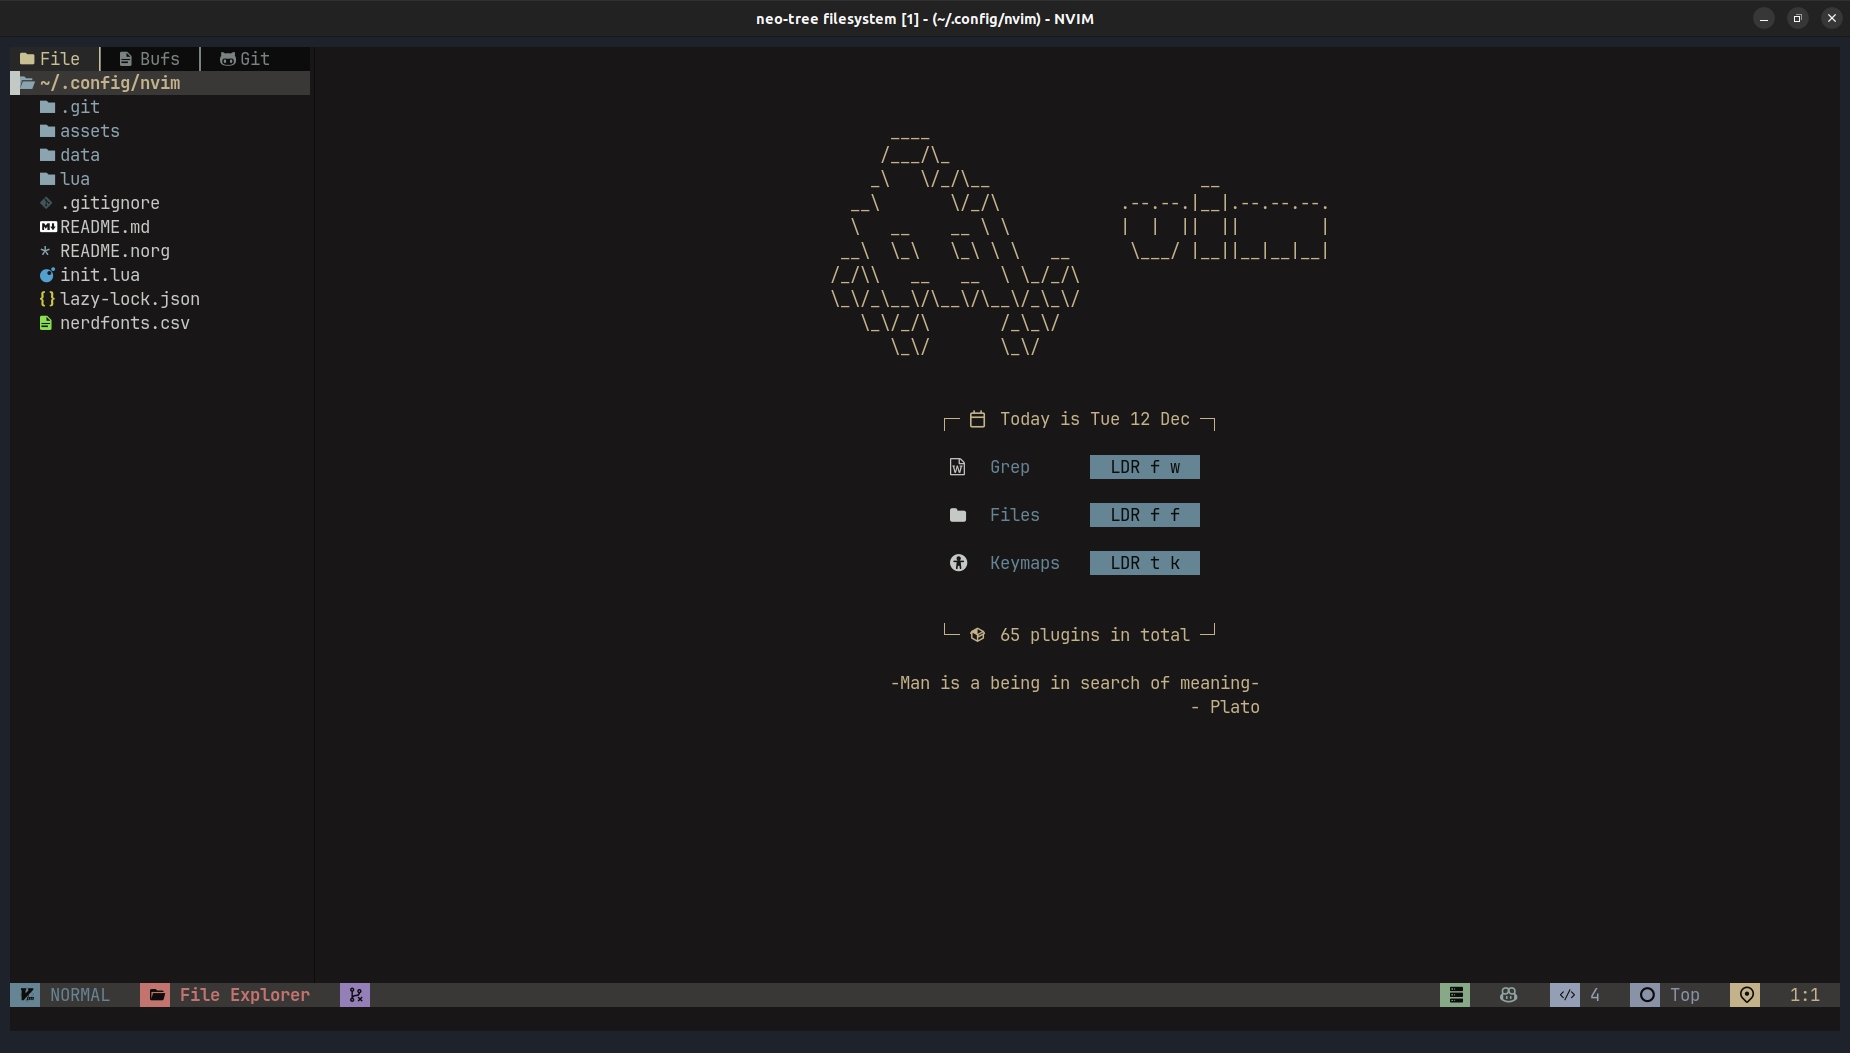 neo-tree filesystem [1] - (~/.config/nvim) - NVIM
File Bufs Git
~/.config/nvim
.git
assets
data
lua
.gitignore
README.md
README.norg
init.lua
lazy-lock.json
nerdfonts.csv
Today is Tue 12 Dec
Grep LDR f w
Files LDR f f
Keymaps LDR t k
65 plugins in total
-Man is a being in search of meaning-
- Plato
NORMAL File Explorer 4 Top 1:1